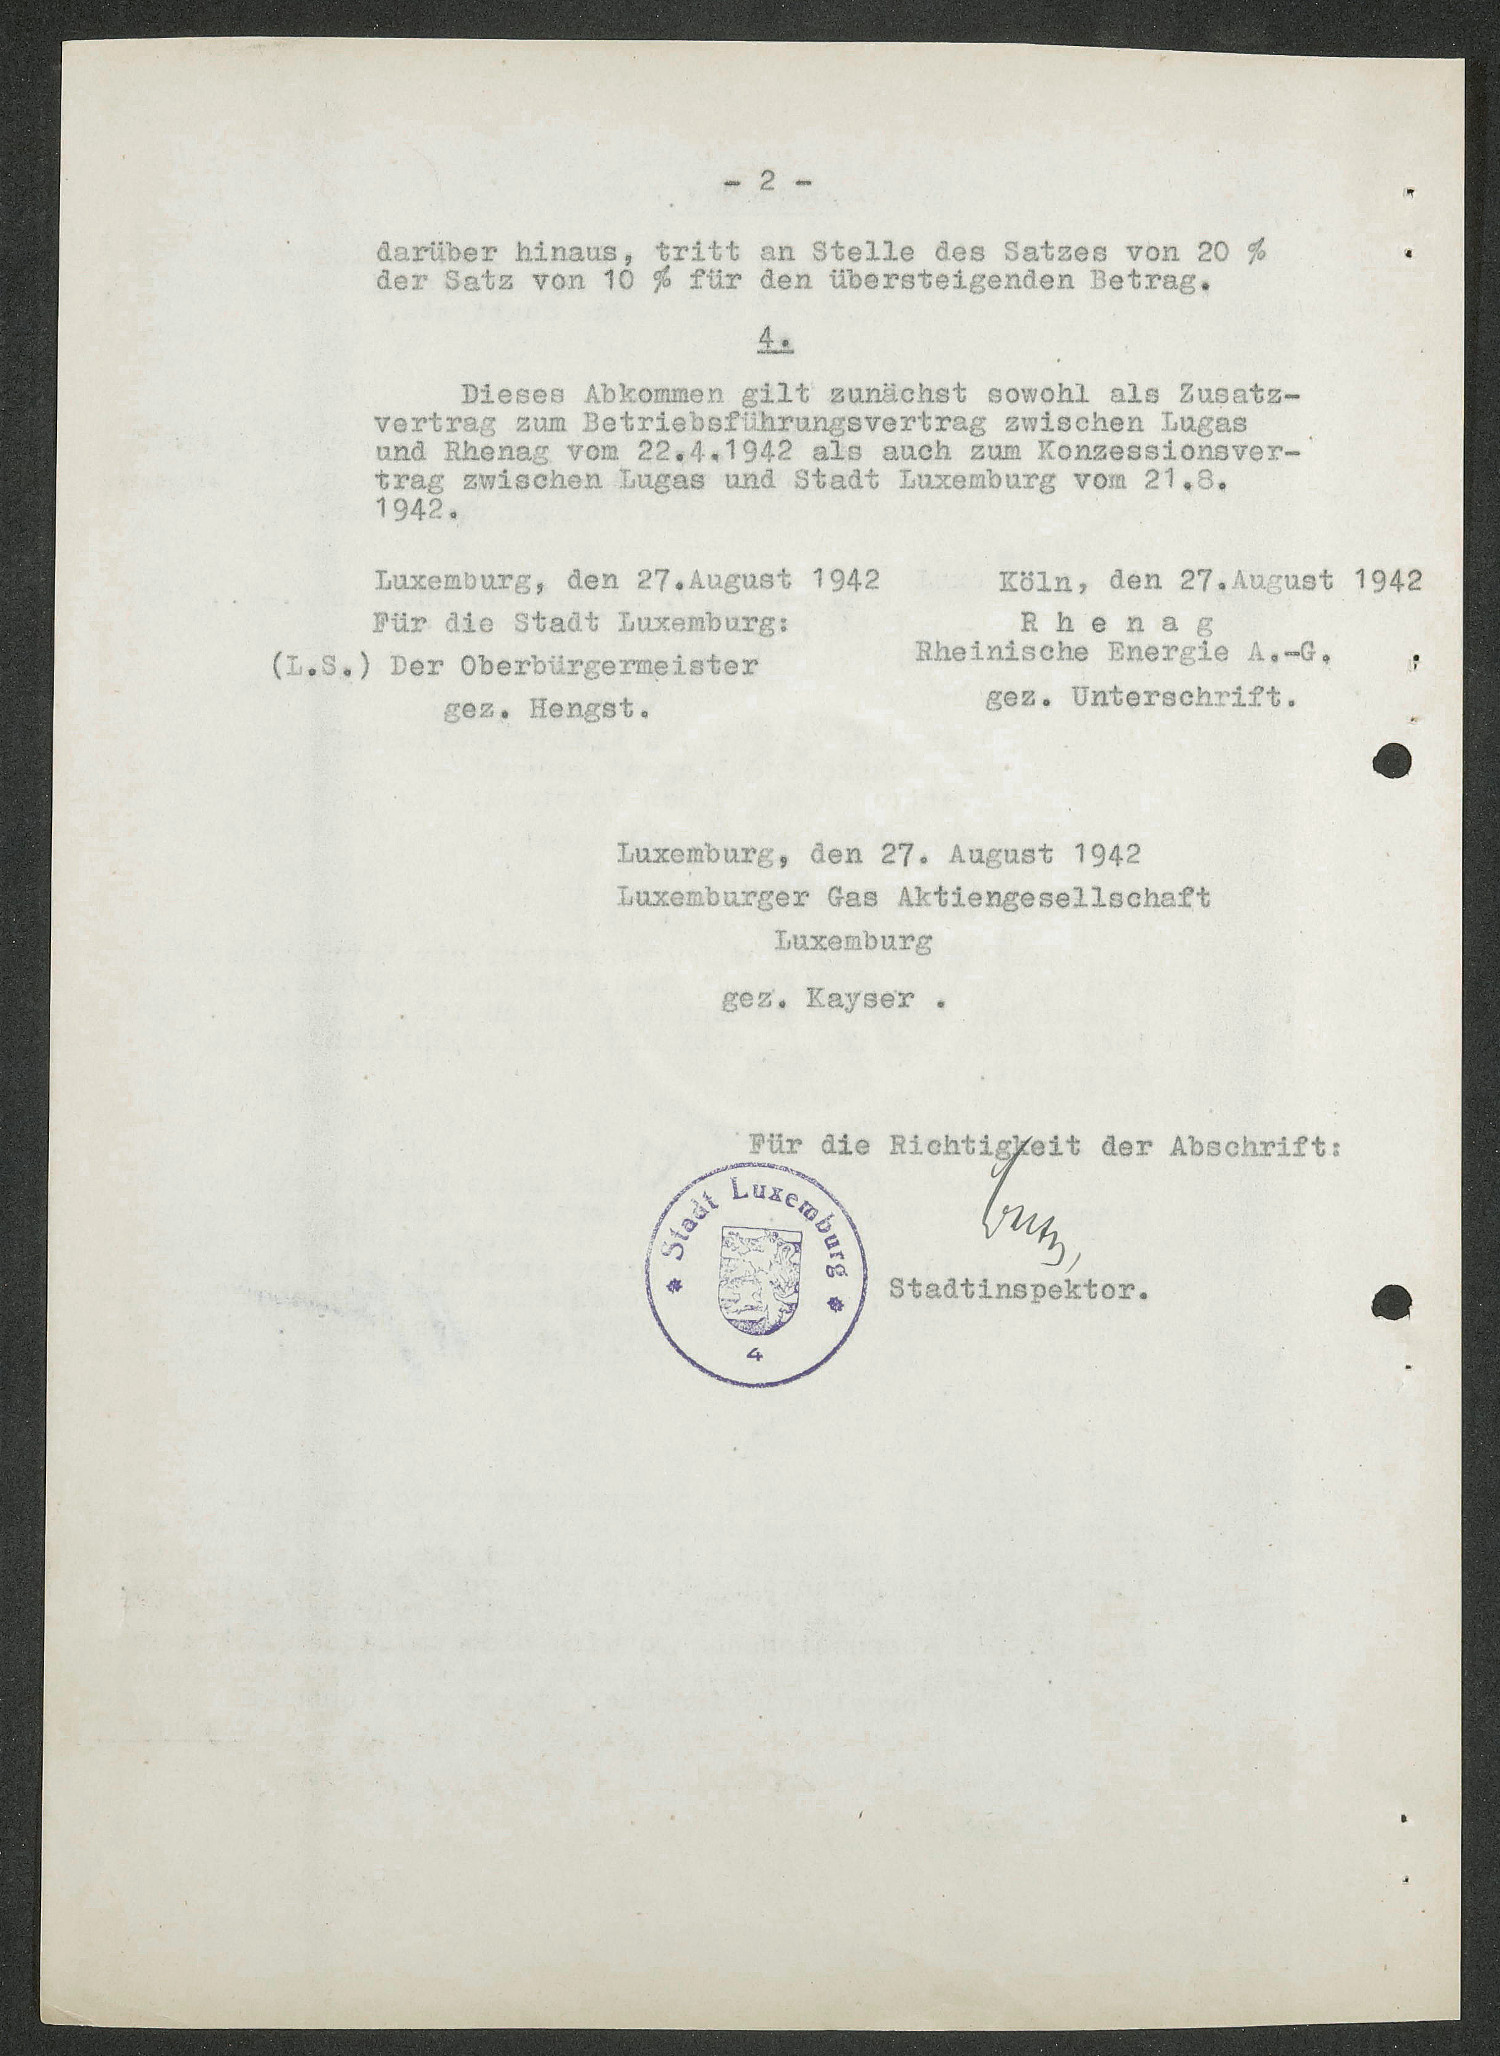 - 2 -
darüber hinaus, tritt an Stelle des Satzes von 20 %
der Satz von 10 % für den übersteigenden Betrag.
4.
Dieses Abkommen gilt zunächst sowohl als Zusatz-
vertrag zum Betriebsführungsvertrag zwischen Lugas
und Rhenag vom 22.4.1942 als auch zum Konzessionsver-
trag zwischen Lugas und Stadt Luxemburg vom 21.8.
1942.
Luxemburg, den 27.August 1942
Für die Stadt Luxemburg:
(L.S.) Der Oberbürgermeister
gez. Hengst.
Köln, den 27.August 1942
R h e n a g
Rheinische Energie A.-G.
gez. Unterschrift.
Luxemburg, den 27. August 1942
Luxemburger Gas Aktiengesellschaft
Luxemburg
gez. Kayser .
Für die Richtigkeit der Abschrift:
Stadt Luxemburg
4
Stadtinspektor.